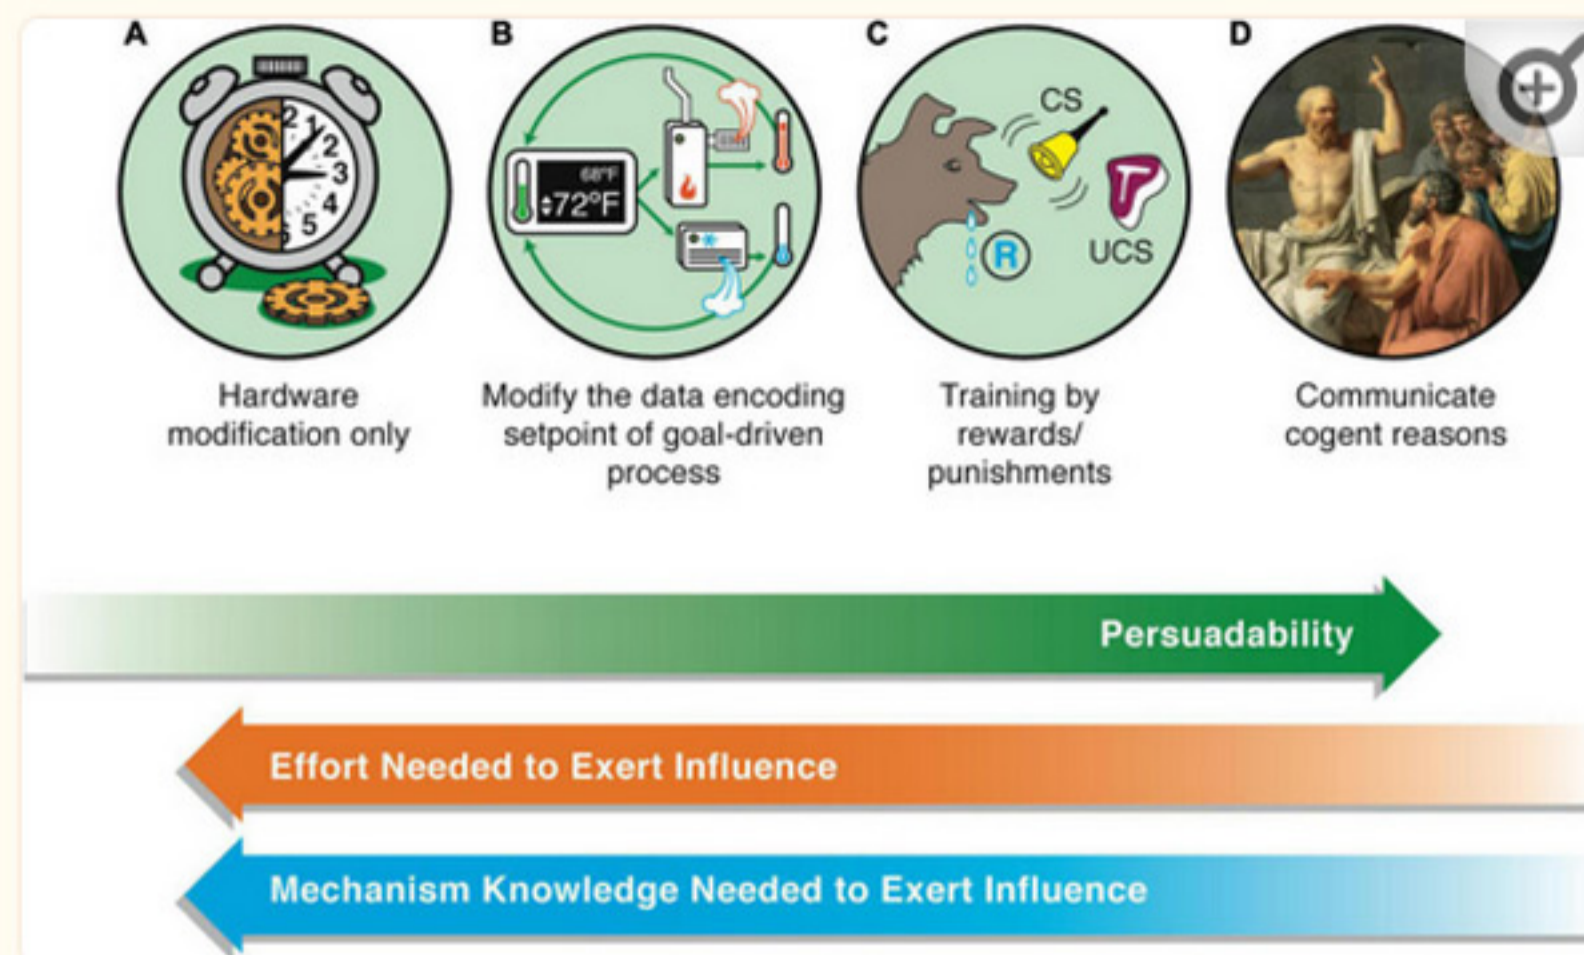 A
B
C
D
12
1
2
3
4
5
6
68°F
72°F
CS
R
UCS
Hardware
modification only
Modify the data encoding
setpoint of goal-driven
process
Training by
rewards/
punishments
Communicate
cogent reasons
Persuadability
Effort Needed to Exert Influence
Mechanism Knowledge Needed to Exert Influence